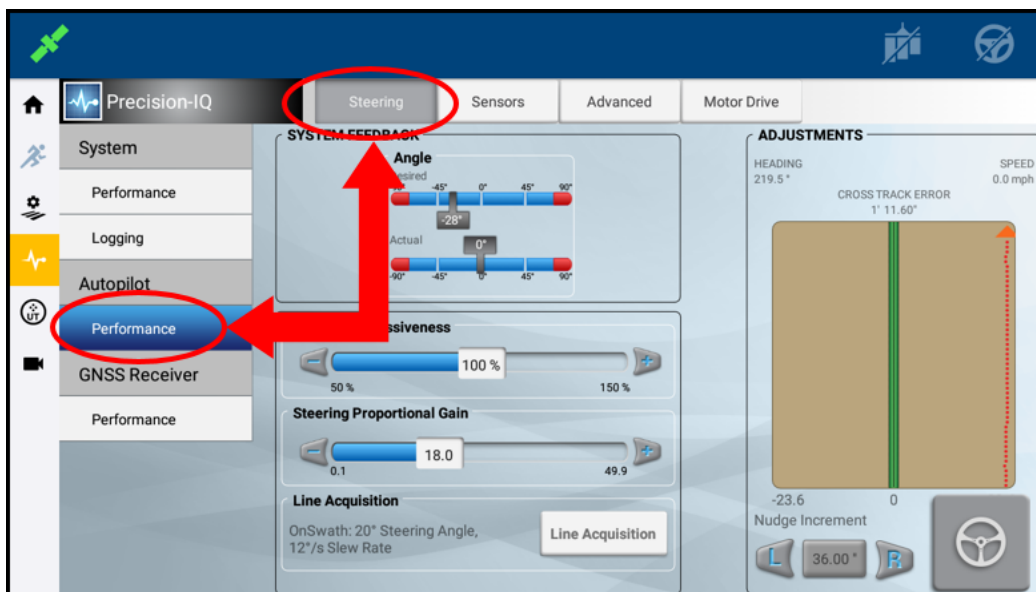 Precision-IQ
Steering
Sensors
Advanced
Motor Drive
System
Performance
Logging
Autopilot
Performance
GNSS Receiver
Performance
UT
SYSTEM FEEDBACK
Angle
-45° 0° 45° 90°
-28°
Actual
0°
-90° -45° 0° 45° 90°
100 %
50 %
150 %
Steering Proportional Gain
18.0
0.1
49.9
Line Acquisition
OnSwath: 20° Steering Angle,
12°/s Slew Rate
Line Acquisition
ADJUSTMENTS
HEADING
219.5 °
SPEED
0.0 mph
CROSS TRACK ERROR
1' 11.60"
-23.6
0
Nudge Increment
L
36.00 "
R